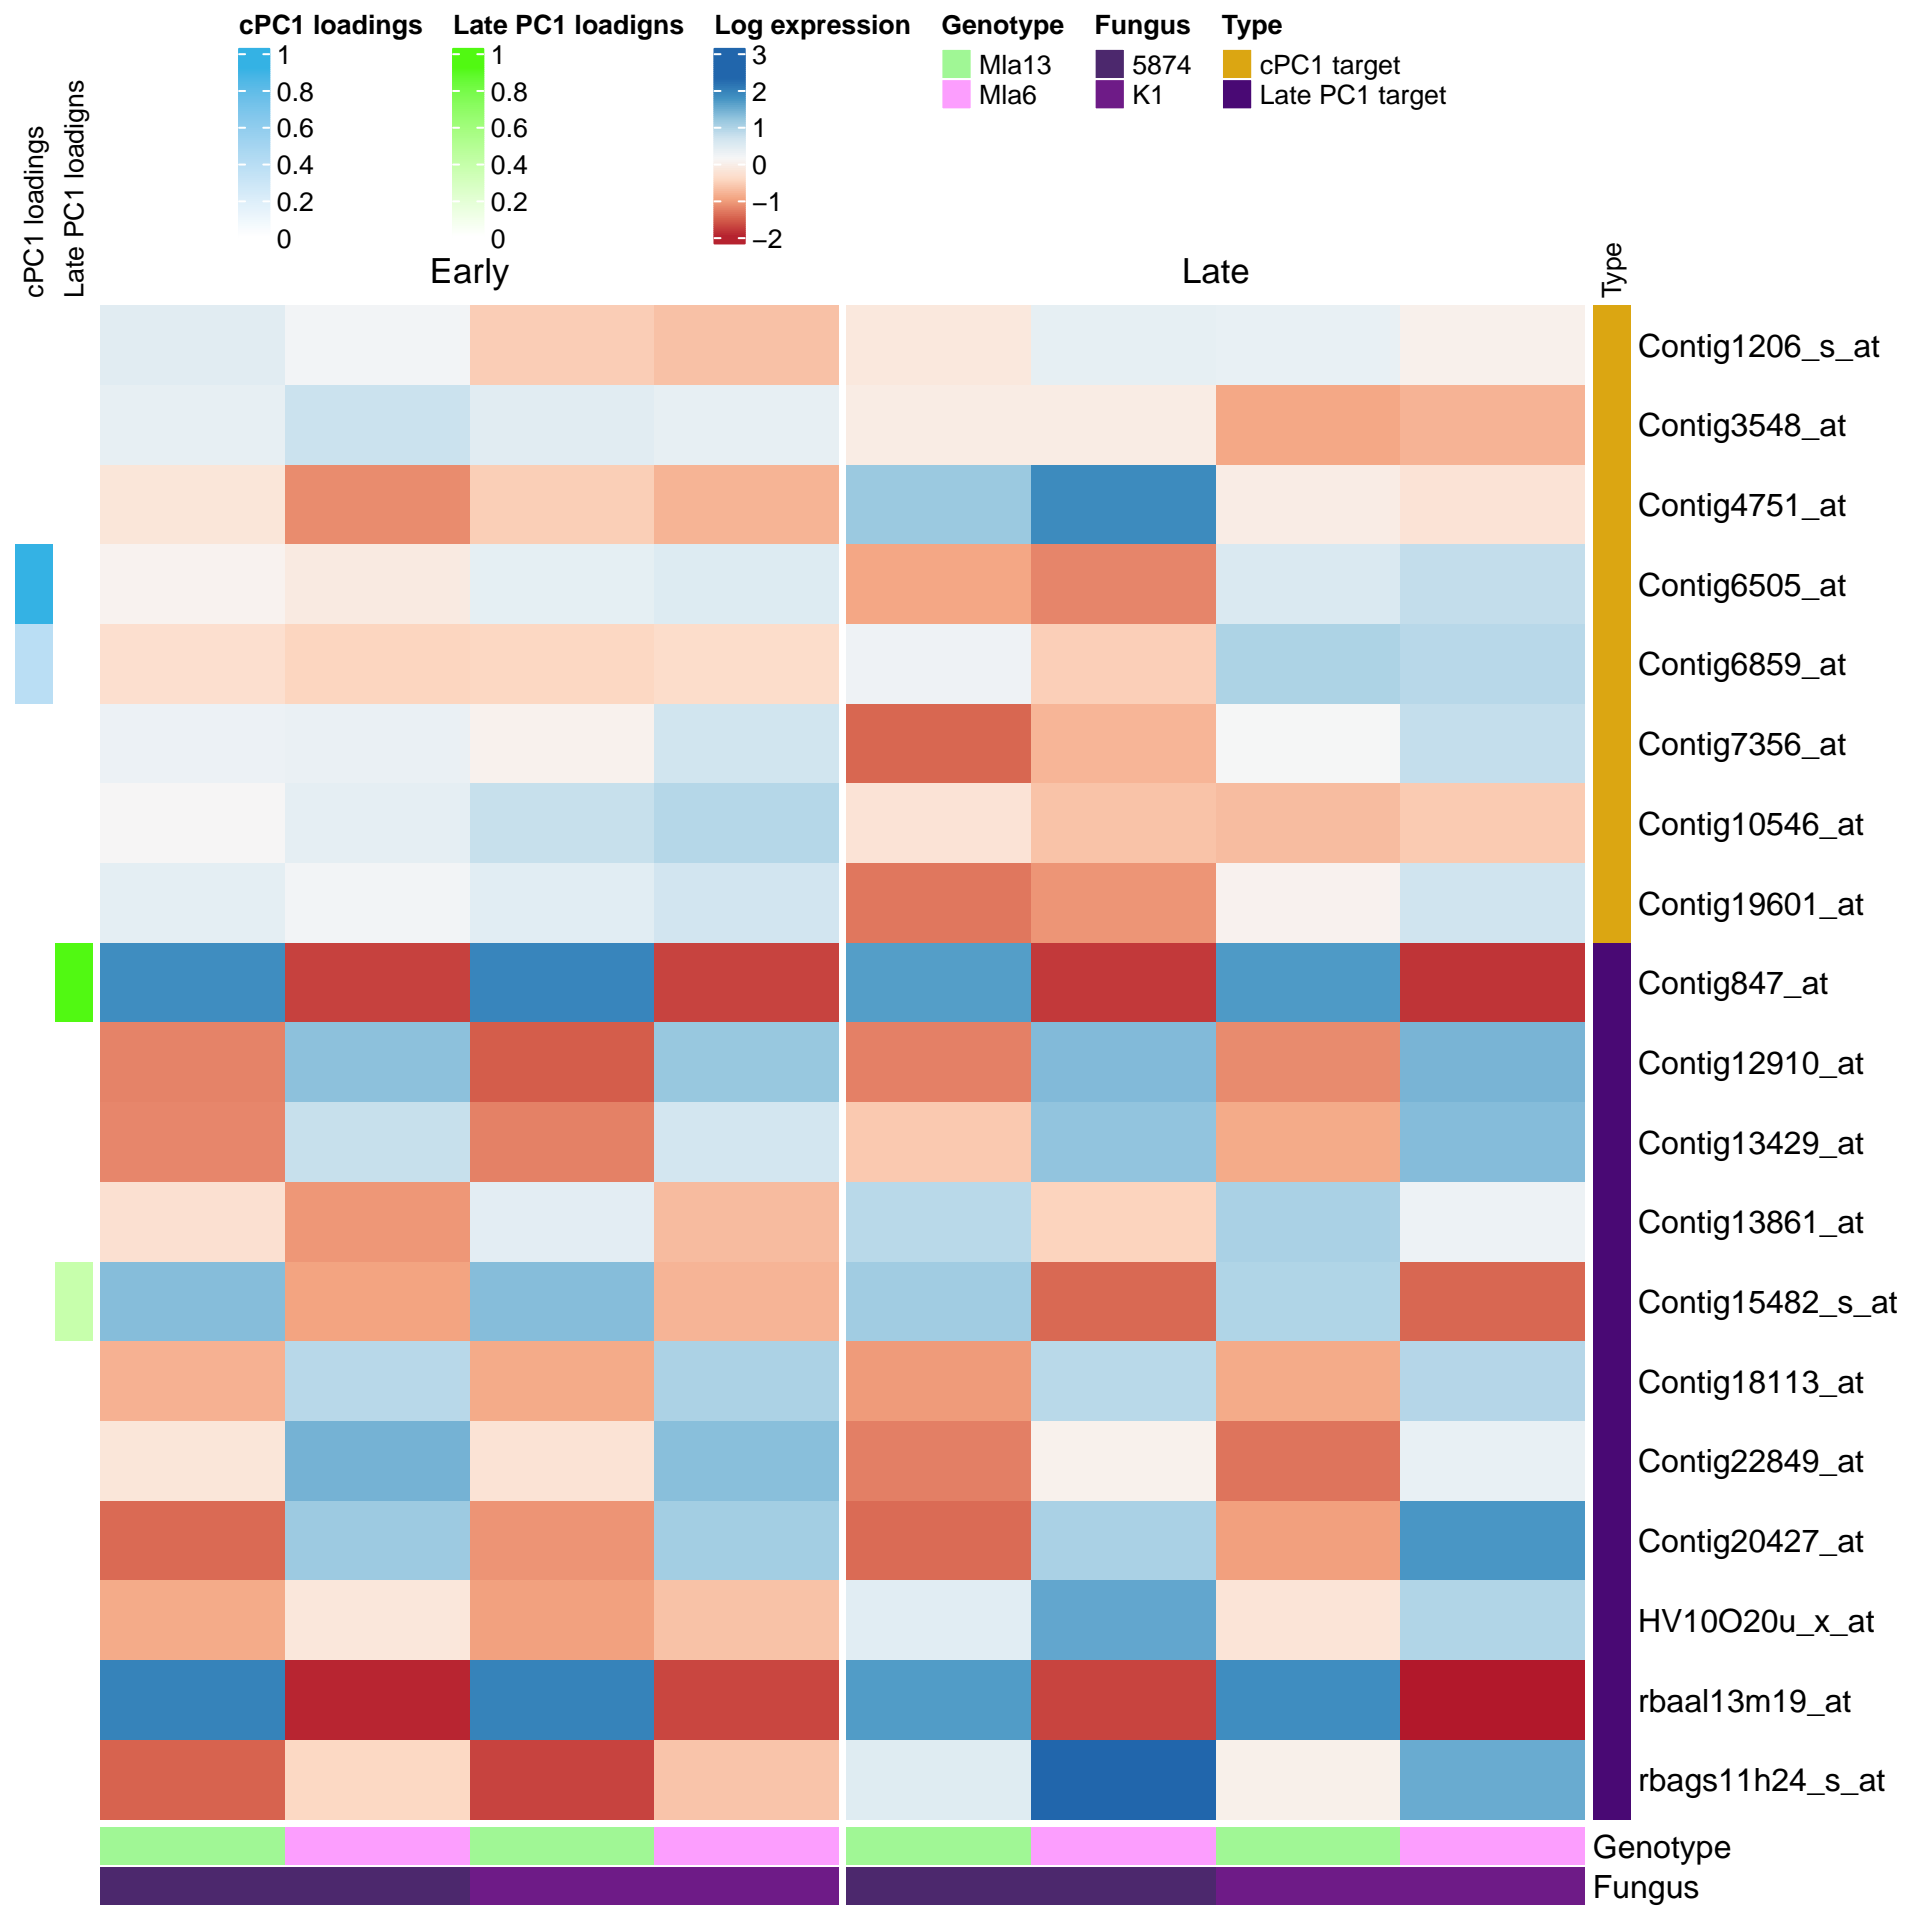 cPC1 loadings
1
0.8
0.6
0.4
0.2
0
Late PC1 loadigns
1
0.8
0.6
0.4
0.2
0
Log expression
3
2
1
0
−1
−2
Genotype
Mla13
Mla6
Fungus
5874
K1
Type
cPC1 target
Late PC1 target
cPC1 loadings
Late PC1 loadigns
Early
Late
Type
Contig1206_s_at
Contig3548_at
Contig4751_at
Contig6505_at
Contig6859_at
Contig7356_at
Contig10546_at
Contig19601_at
Contig847_at
Contig12910_at
Contig13429_at
Contig13861_at
Contig15482_s_at
Contig18113_at
Contig22849_at
Contig20427_at
HV10O20u_x_at
rbaal13m19_at
rbags11h24_s_at
Genotype
Fungus